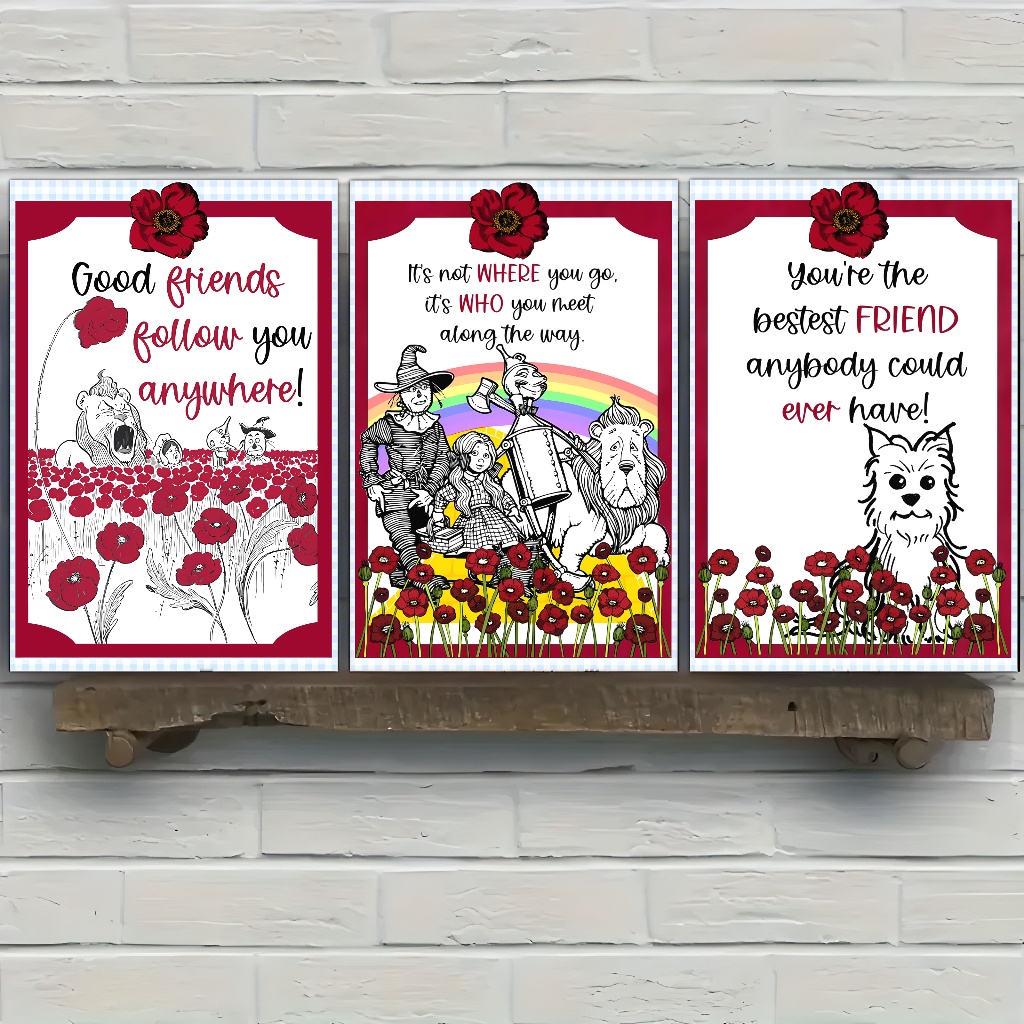 Good friends
follow you
anywhere!
It's not WHERE you go,
it's WHO you meet
along the way.
You're the
bestest FRIEND
anybody could
ever have!